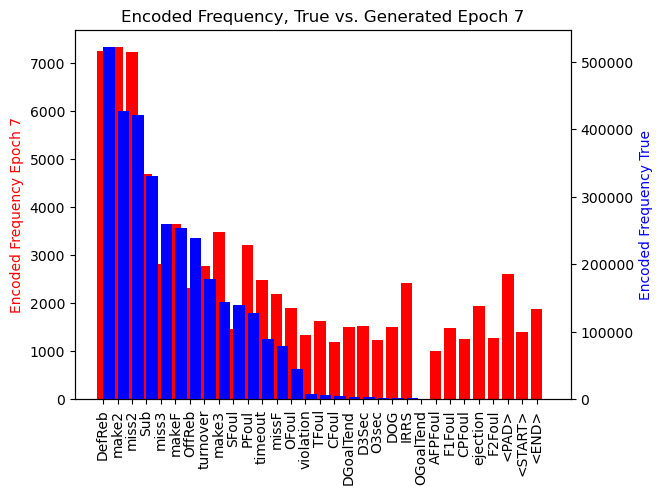 Encoded Frequency, True vs. Generated Epoch 7
Encoded Frequency Epoch 7
7000
6000
5000
4000
3000
2000
1000
0
500000
400000
300000
200000
100000
0
Encoded Frequency True
DefReb
make2
miss2
Sub
miss3
makeF
OffReb
turnover
make3
SFoul
PFoul
timeout
missF
OFoul
violation
TFoul
CFoul
DGoalTend
D3Sec
O3sec
DOG
IRRS
OGoalTend
AFPFoul
F1Foul
CPFoul
ejection
F2Foul
<PAD>
<START>
<END>